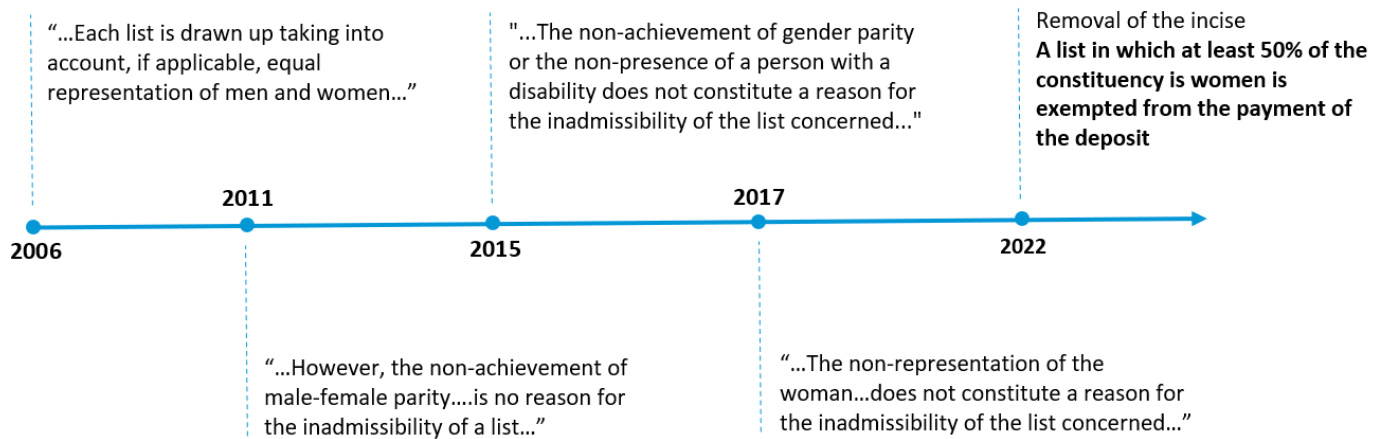 “…Each list is drawn up taking into
account, if applicable, equal
representation of men and women…”
"...The non-achievement of gender parity
or the non-presence of a person with a
disability does not constitute a reason for
the inadmissibility of the list concerned..."
Removal of the incise
A list in which at least 50% of the
constituency is women is
exempted from the payment of
the deposit
2011
2017
2006
2015
2022
“…However, the non-achievement of
male-female parity….is no reason for
the inadmissibility of a list…”
“…The non-representation of the
woman…does not constitute a reason for
the inadmissibility of the list concerned…”